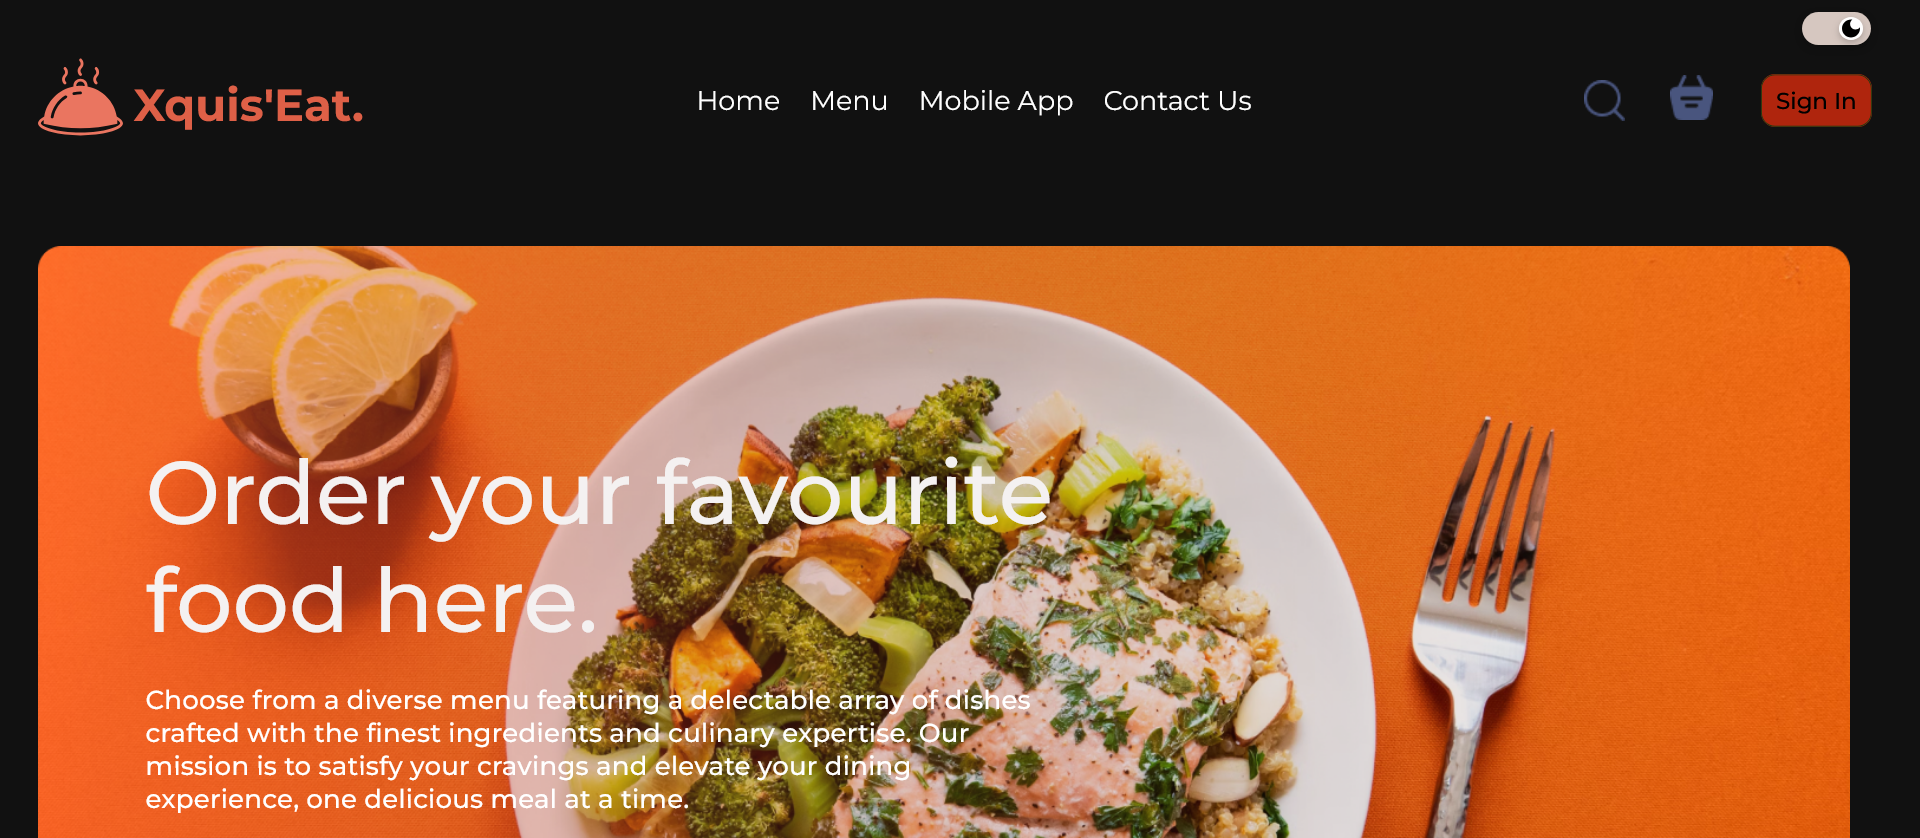 Xquis'Eat.
Home Menu Mobile App Contact Us
Sign In
Order your favourite
food here.
Choose from a diverse menu featuring a delectable array of dishes
crafted with the finest ingredients and culinary expertise. Our
mission is to satisfy your cravings and elevate your dining
experience, one delicious meal at a time.